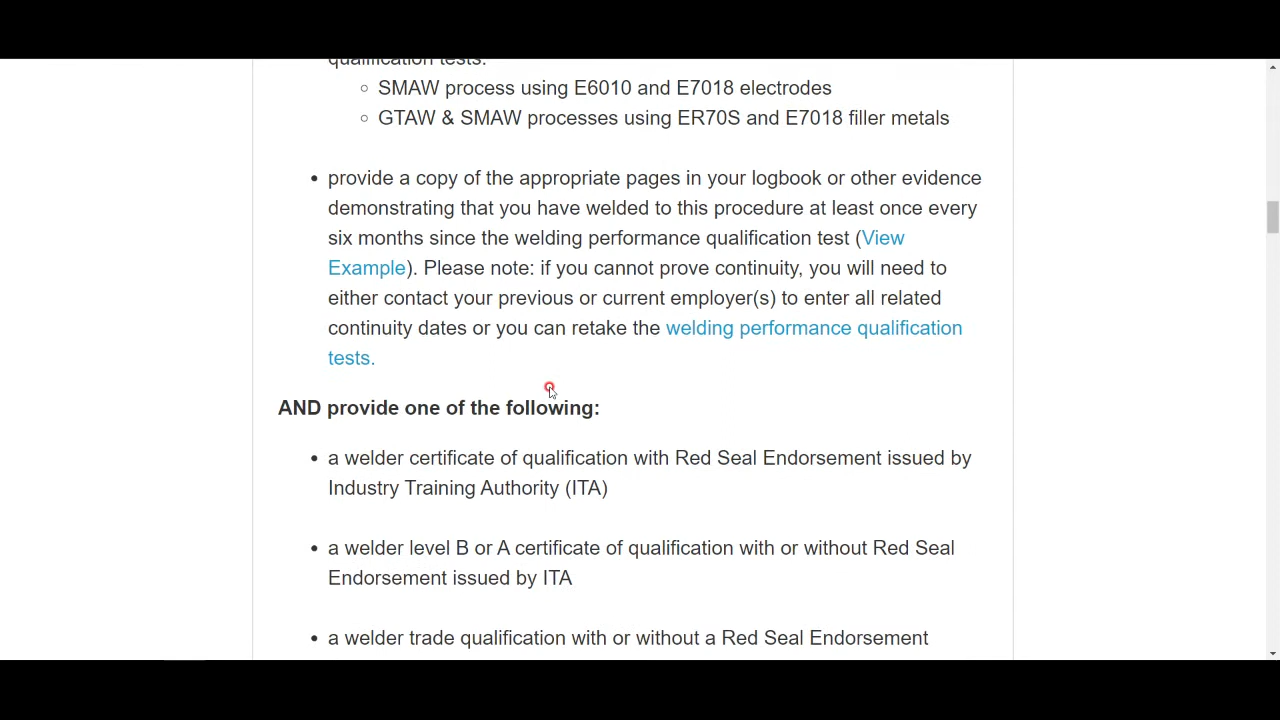 qualification tests:
○ SMAW process using E6010 and E7018 electrodes
○ GTAW & SMAW processes using ER70S and E7018 filler metals
• provide a copy of the appropriate pages in your logbook or other evidence
demonstrating that you have welded to this procedure at least once every
six months since the welding performance qualification test (View
Example). Please note: if you cannot prove continuity, you will need to
either contact your previous or current employer(s) to enter all related
continuity dates or you can retake the welding performance qualification
tests.
AND provide one of the following:
• a welder certificate of qualification with Red Seal Endorsement issued by
Industry Training Authority (ITA)
• a welder level B or A certificate of qualification with or without Red Seal
Endorsement issued by ITA
• a welder trade qualification with or without a Red Seal Endorsement